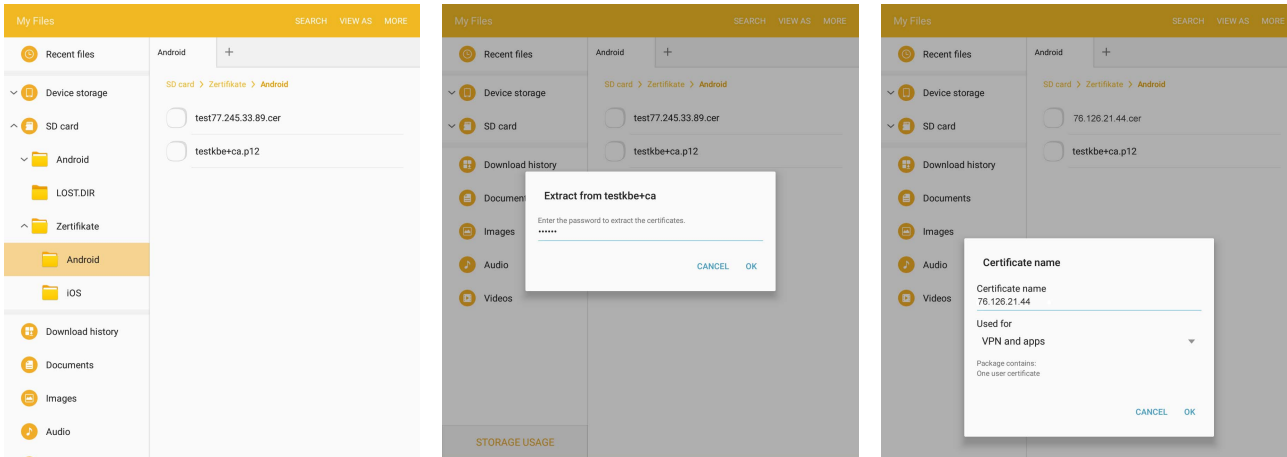 My Files
SEARCH VIEW AS MORE
Recent files
Device storage
SD card
Android
LOST.DIR
Zertifikate
Android
iOS
Download history
Documents
Images
Audio
Android +
SD card > Zertifikate > Android
test77.245.33.89.cer
testkbe+ca.p12
My Files
SEARCH VIEW AS MORE
Recent files
Device storage
SD card
Download history
Documen
Images
Audio
Videos
STORAGE USAGE
Android +
SD card > Zertifikate > Android
test77.245.33.89.cer
testkbe+ca.p12
Extract from testkbe+ca
Enter the password to extract the certificates.
••••••
CANCEL OK
My Files
SEARCH VIEW AS MORE
Recent files
Device storage
SD card
Download history
Documents
Images
Audio
Videos
Android +
SD card > Zertifikate > Android
76.126.21.44.cer
testkbe+ca.p12
Certificate name
Certificate name
76.126.21.44
Used for
VPN and apps
Package contains:
One user certificate
CANCEL OK